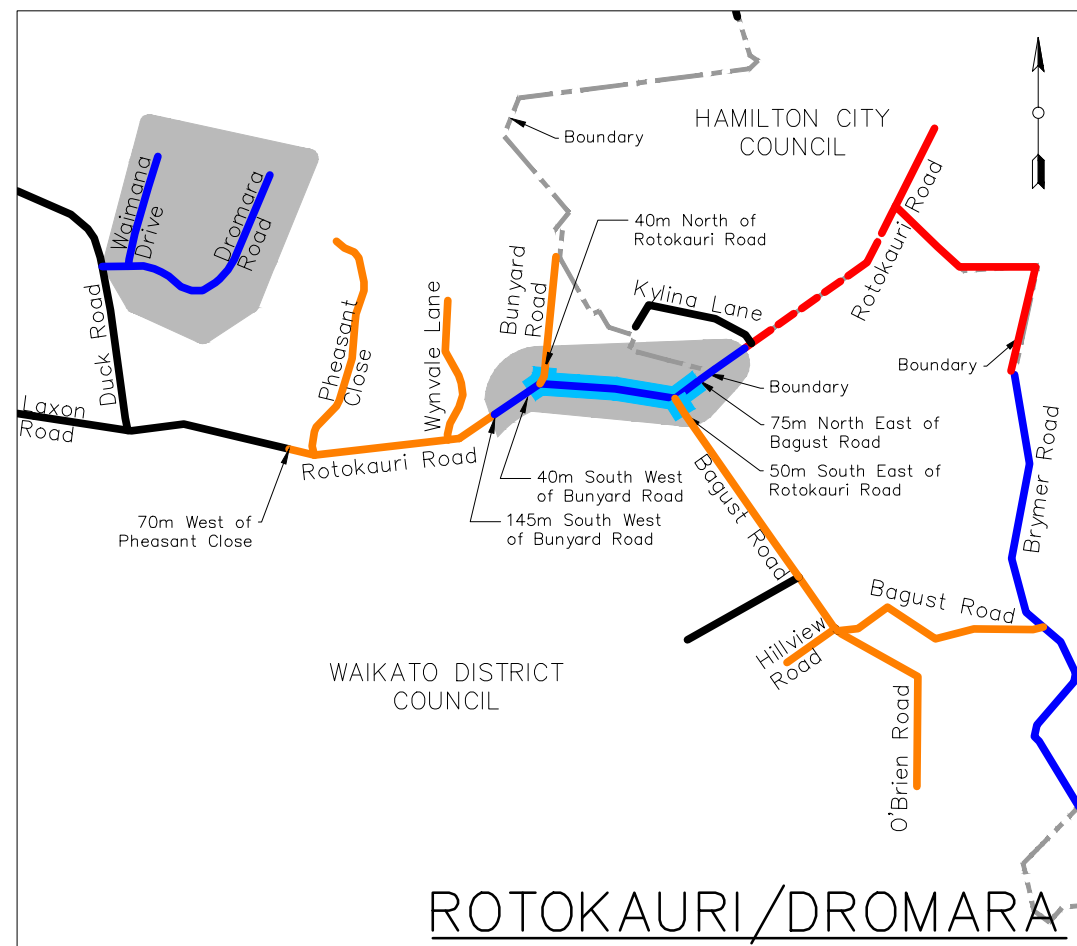 HAMILTON CITY
COUNCIL
Boundary
Waimana
Drive
Dromara
Road
40m North of
Rotokauri Road
Rotokauri Road
Kylina Lane
Bunyard
Road
Pheasant
Close
Wynvale Lane
Duck Road
Boundary
Boundary
Laxon
Road
Rotokauri Road
75m North East of
Bagust Road
50m South East of
Rotokauri Road
40m South West
of Bunyard Road
145m South West
of Bunyard Road
70m West of
Pheasant Close
Bagust Road
Brymer Road
Bagust Road
Hillview
Road
WAIKATO DISTRICT
COUNCIL
O'Brien Road
ROTOKAURI/DROMARA